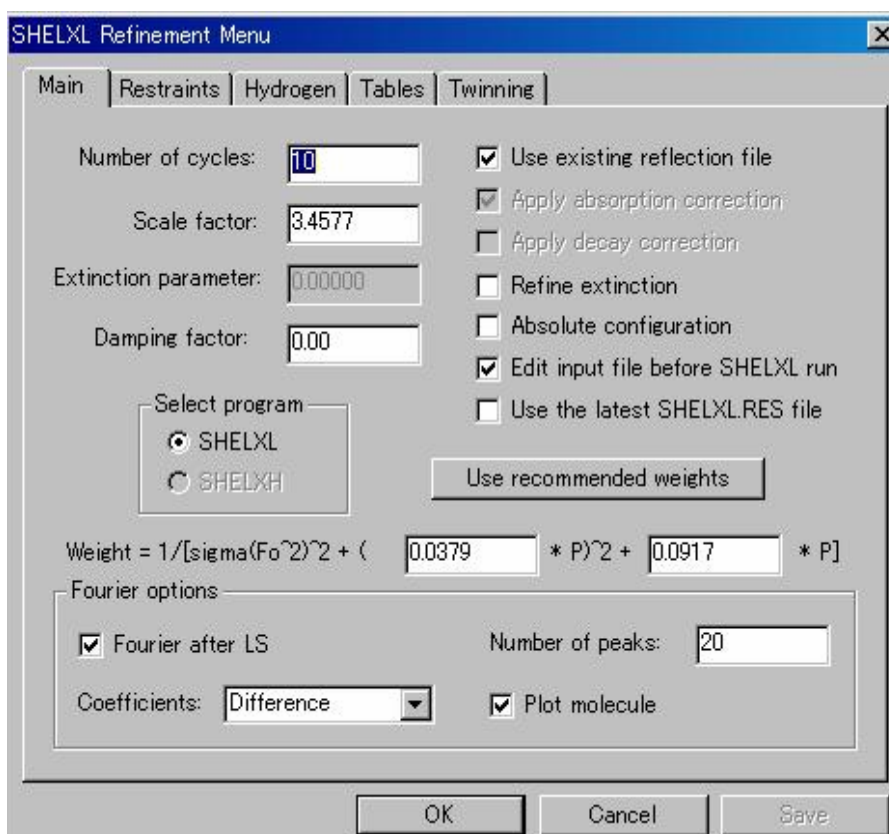 SHELXL Refinement Menu
Main Restraints Hydrogen Tables Twinning
Number of cycles: 10
Use existing reflection file
Apply absorption correction
Scale factor: 3.4577
Apply decay correction
Extinction parameter: 0.00000
Refine extinction
Absolute configuration
Damping factor: 0.00
Edit input file before SHELXL run
Select program
Use the latest SHELXL.RES file
SHELXL
SHELXH
Use recommended weights
Weight = 1/[sigma(Fo^2)^2 + ( 0.0379 * P)^2 + 0.0917 * P]
Fourier options
Fourier after LS
Number of peaks: 20
Coefficients: Difference
Plot molecule
OK Cancel Save